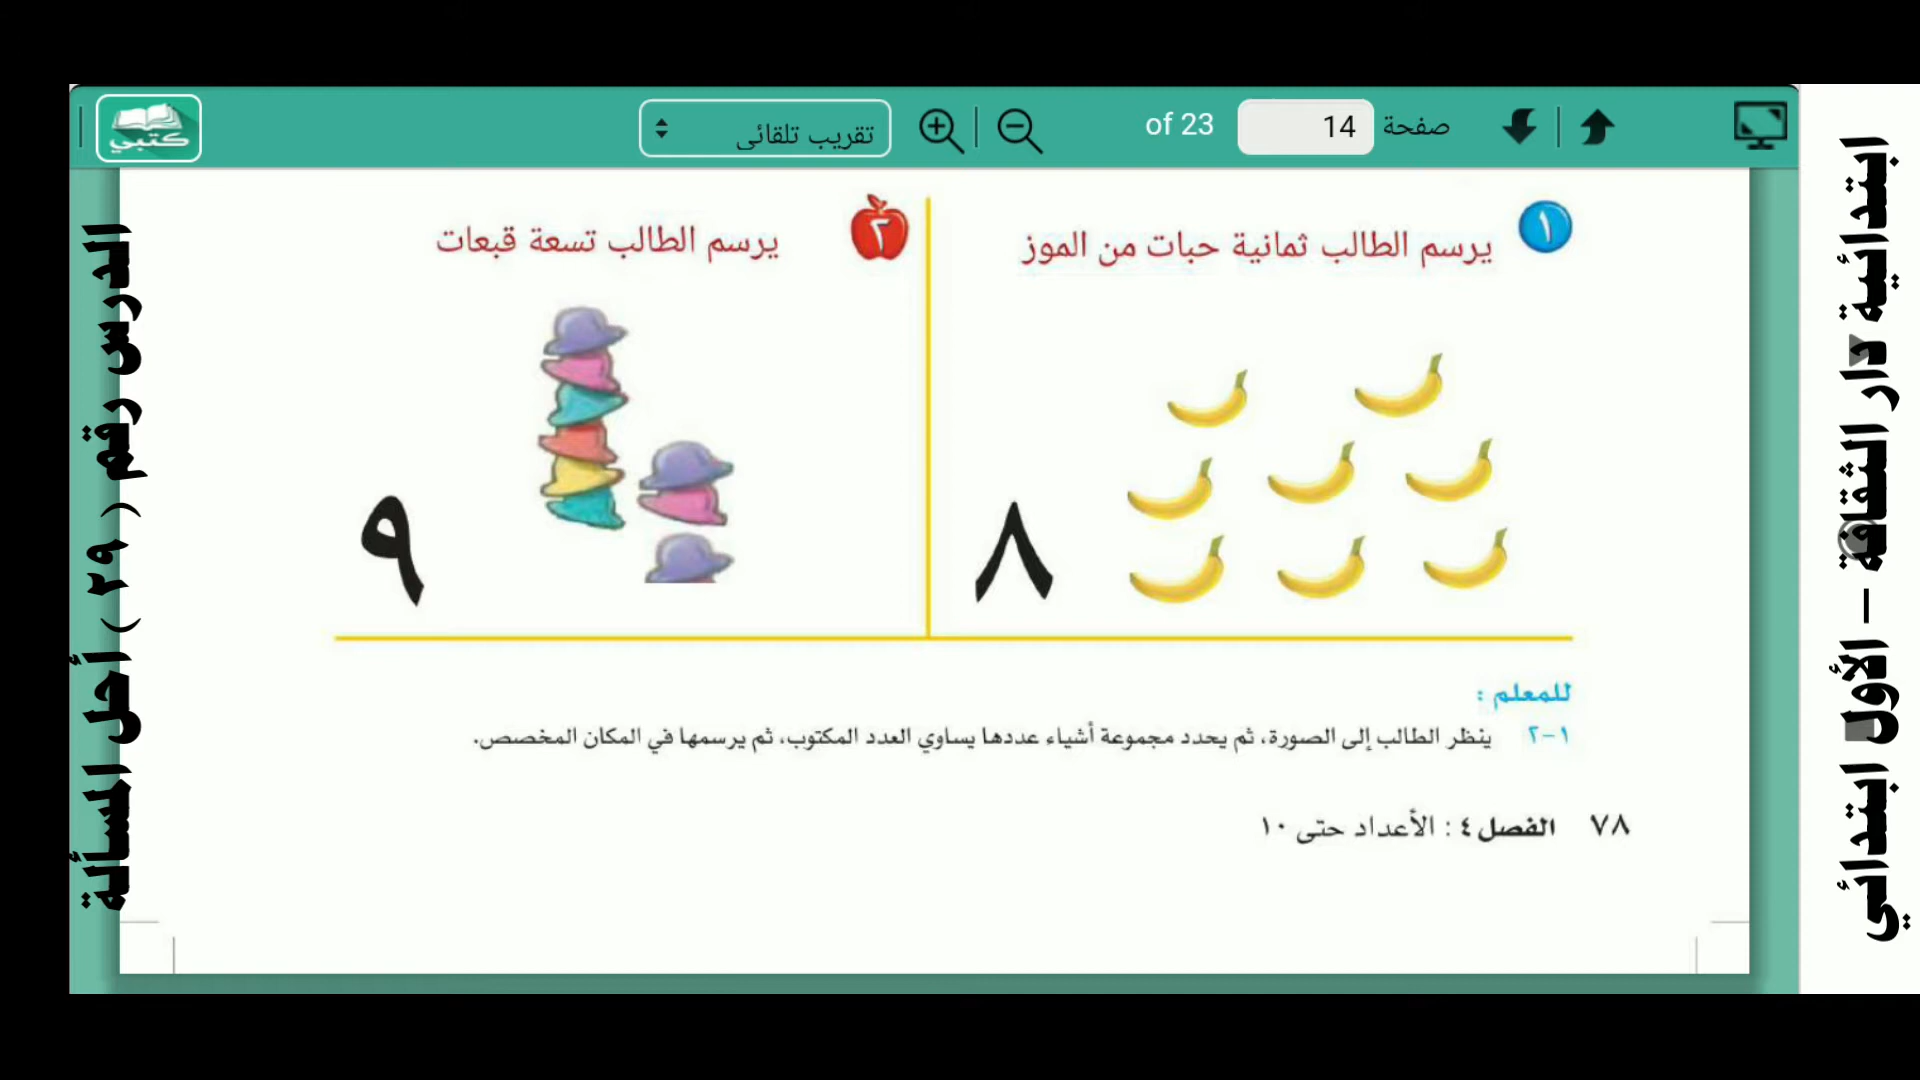 كتبي
تقريب تلقائي
of 23
14
صفحة
ابتدائية دار الثقافة – الأول ابتدائي
الدرس رقم ( ٢٩ ) أحل المسألة
١
يرسم الطالب ثمانية حبات من الموز
٨
٢
يرسم الطالب تسعة قبعات
٩
للمعلم :
١-٢ ينظر الطالب إلى الصورة، ثم يحدد مجموعة أشياء عددها يساوي العدد المكتوب، ثم يرسمها في المكان المخصص.
٧٨ الفصل ٤ : الأعداد حتى ١٠